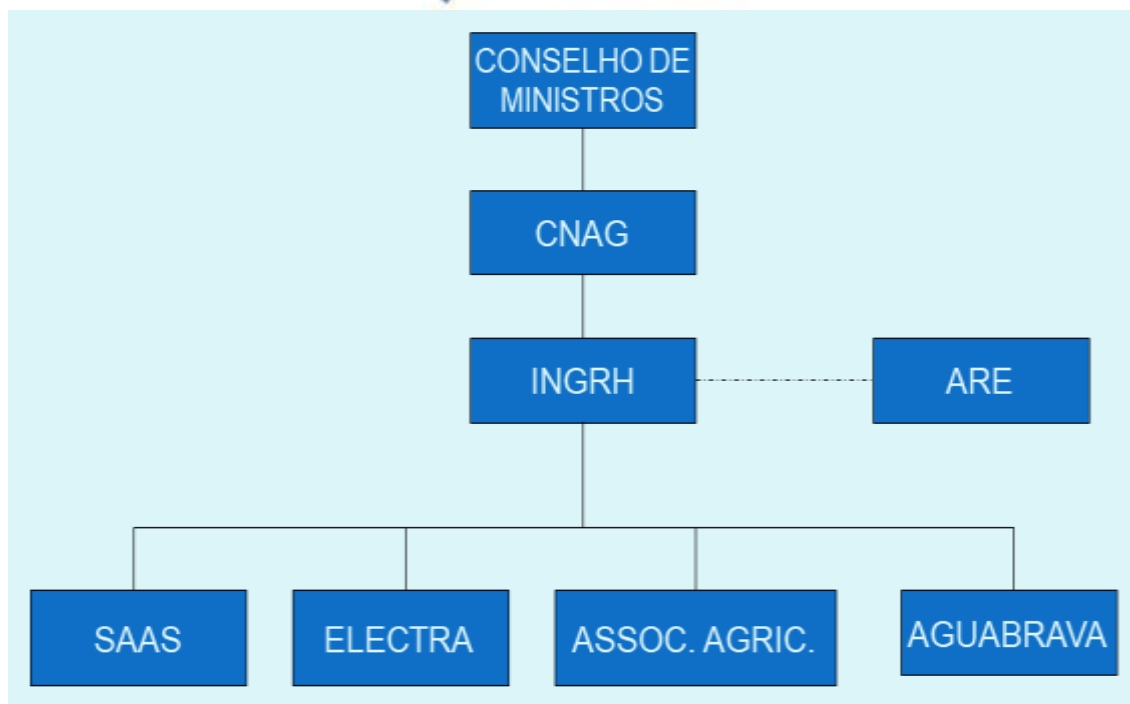 CONSELHO DE
MINISTROS
CNAG
INGRH
ARE
SAAS
ELECTRA
ASSOC. AGRIC.
AGUABRAVA